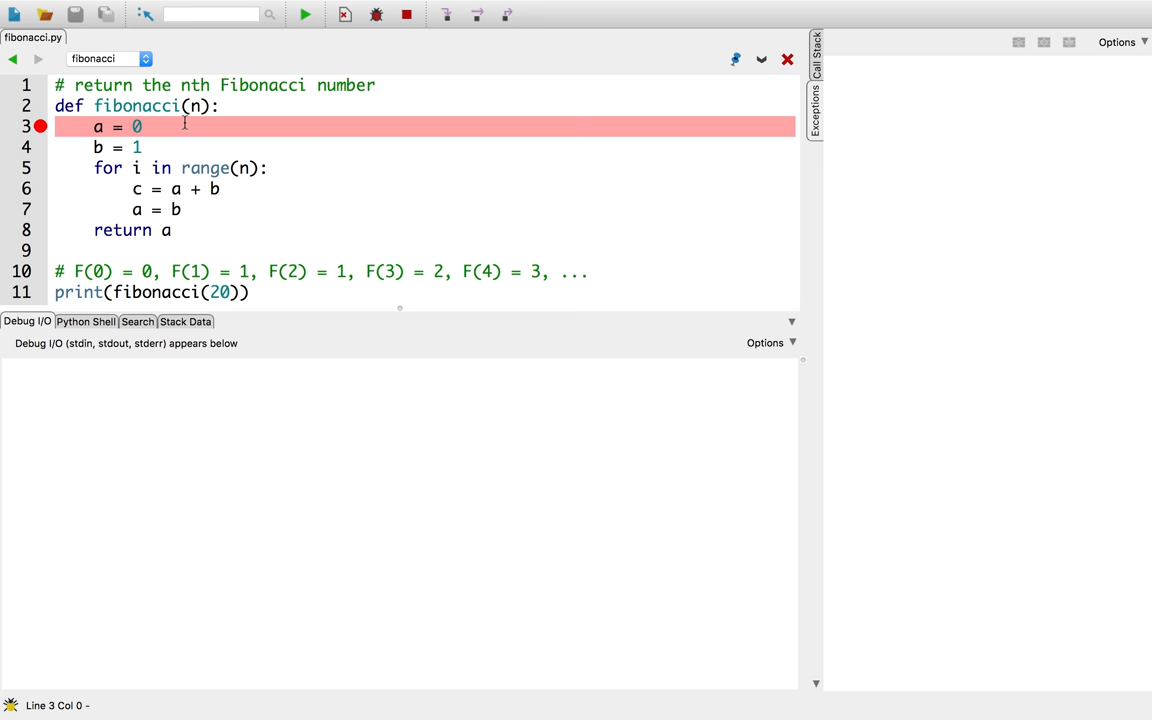 fibonacci.py
fibonacci
Options
1 # return the nth Fibonacci number
2 def fibonacci(n):
3     a = 0
4     b = 1
5     for i in range(n):
6         c = a + b
7         a = b
8     return a
9
10 # F(0) = 0, F(1) = 1, F(2) = 1, F(3) = 2, F(4) = 3, ...
11 print(fibonacci(20))
Call Stack
Exceptions
Debug I/O Python Shell Search Stack Data
Debug I/O (stdin, stdout, stderr) appears below
Options
Line 3 Col 0 -